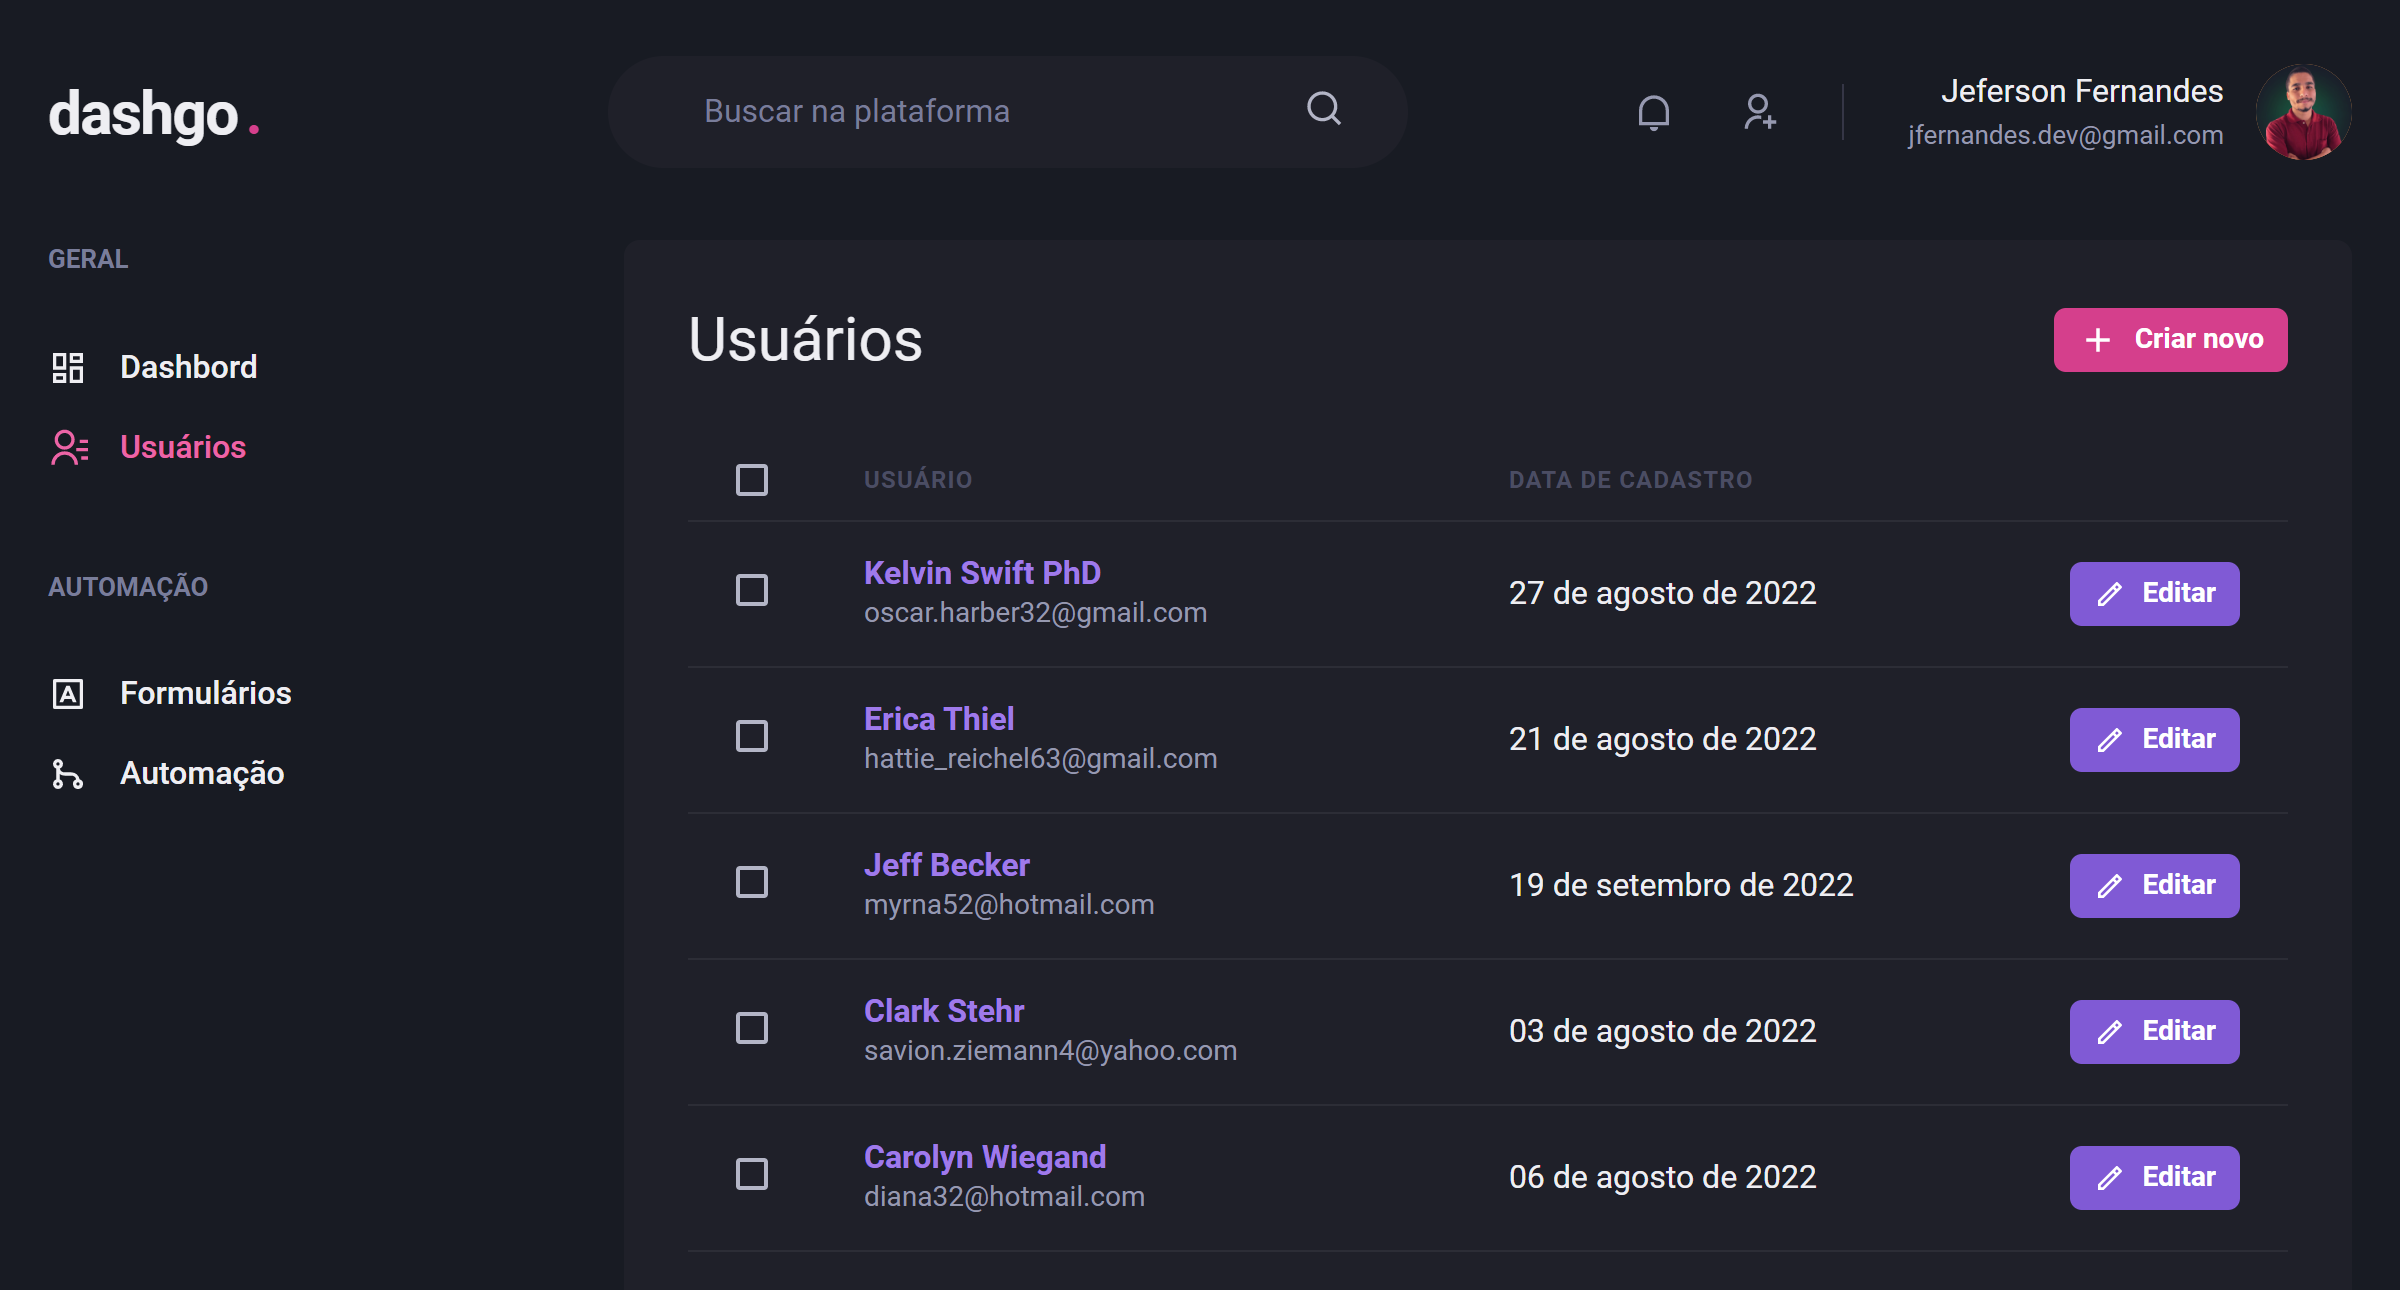 dashgo.
Buscar na plataforma
Jeferson Fernandes
jfernandes.dev@gmail.com
GERAL
Dashbord
Usuários
AUTOMAÇÃO
Formulários
Automação
Usuários
Criar novo
USUÁRIO DATA DE CADASTRO
Kelvin Swift PhD
oscar.harber32@gmail.com
27 de agosto de 2022
Editar
Erica Thiel
hattie_reichel63@gmail.com
21 de agosto de 2022
Editar
Jeff Becker
myrna52@hotmail.com
19 de setembro de 2022
Editar
Clark Stehr
savion.ziemann4@yahoo.com
03 de agosto de 2022
Editar
Carolyn Wiegand
diana32@hotmail.com
06 de agosto de 2022
Editar